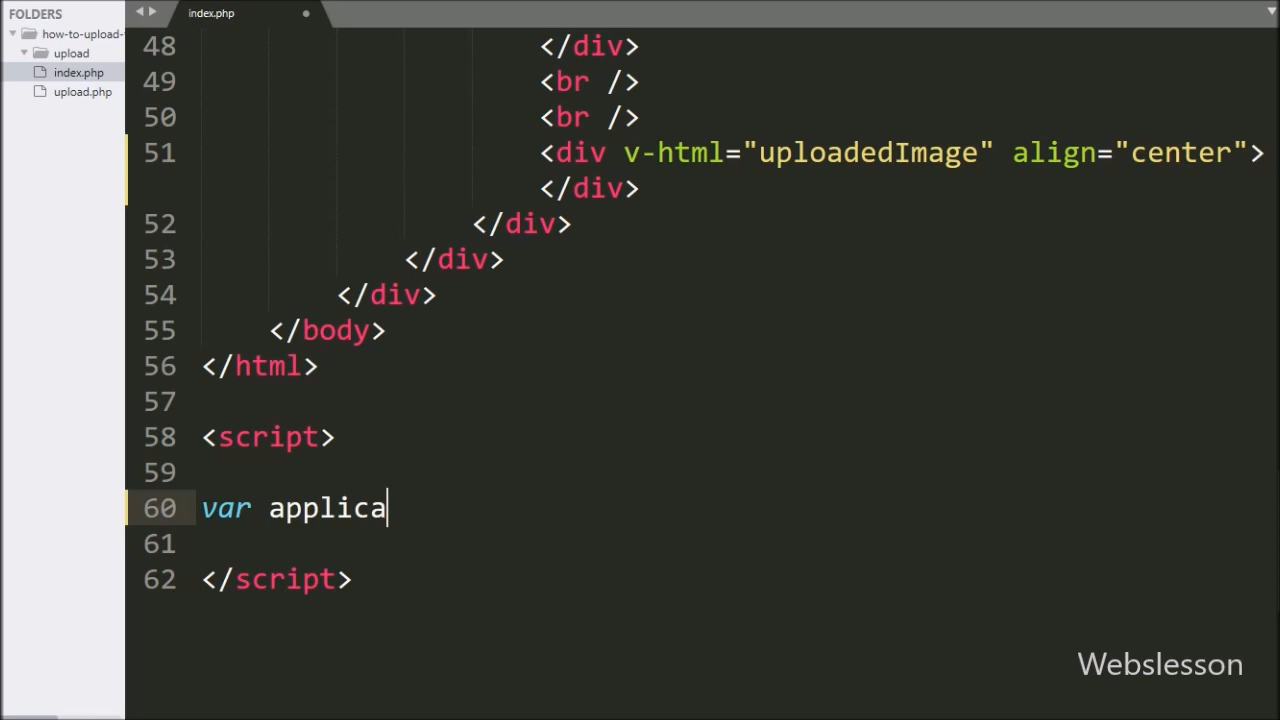 FOLDERS
how-to-upload-
upload
index.php
upload.php
index.php
48 </div>
49 <br />
50 <br />
51 <div v-html="uploadedImage" align="center">
</div>
52 </div>
53 </div>
54 </div>
55 </body>
56 </html>
57
58 <script>
59
60 var applica
61
62 </script>
Webslesson